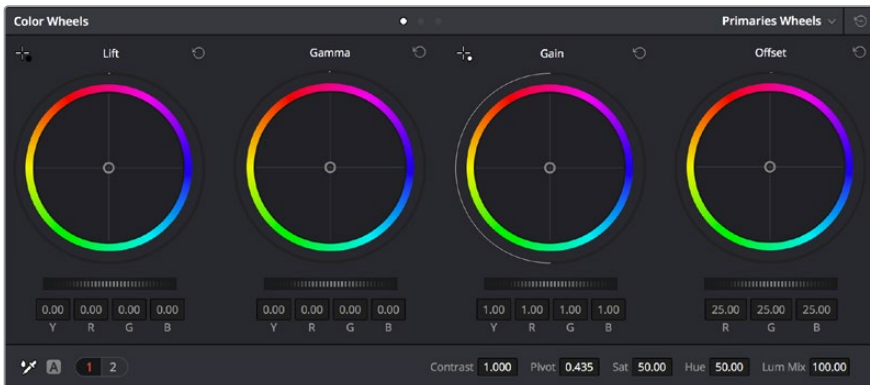 Color Wheels Primaries Wheels
Lift Gamma Gain Offset
0.00 0.00 0.00 0.00 0.00 0.00 0.00 0.00 1.00 1.00 1.00 1.00 25.00 25.00 25.00
Y R G B Y R G B Y R G B R G B
A 1 2 Contrast 1.000 Pivot 0.435 Sat 50.00 Hue 50.00 Lum Mix 100.00